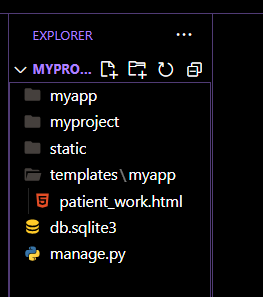 EXPLORER
MYPRO...
myapp
myproject
static
templates\myapp
patient_work.html
db.sqlite3
manage.py